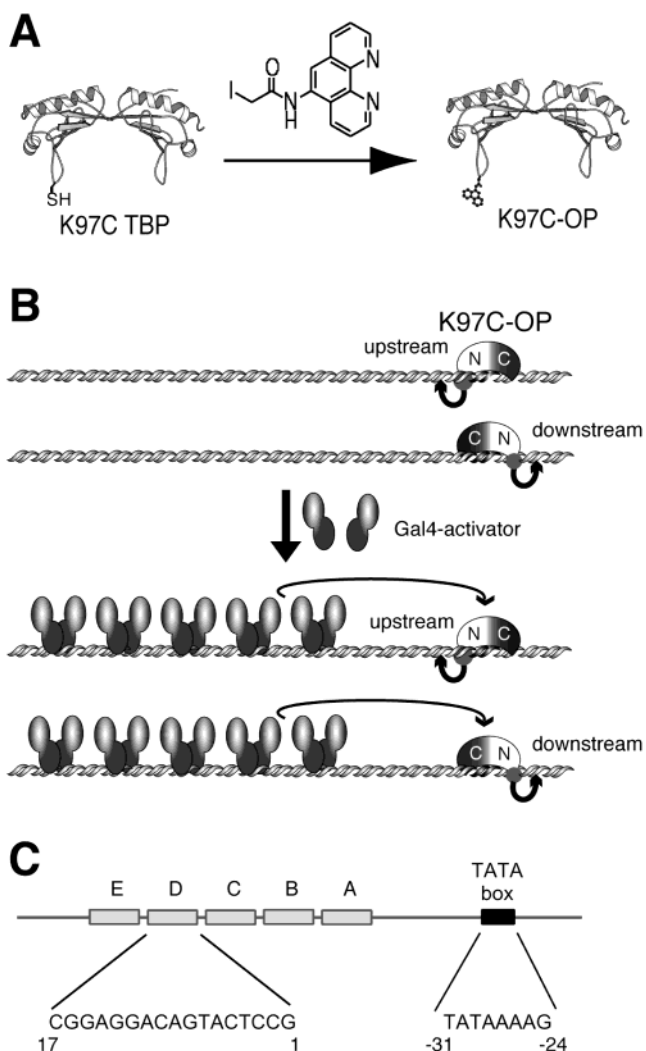 A
I
O
N
H
N
N
SH
K97C TBP
K97C-OP
B
K97C-OP
upstream
N C
C N
downstream
Gal4-activator
upstream
N C
C N
downstream
C
TATA
box
E D C B A
CGGAGGACAGTACTCCG
TATAAAAG
17 1 -31 -24